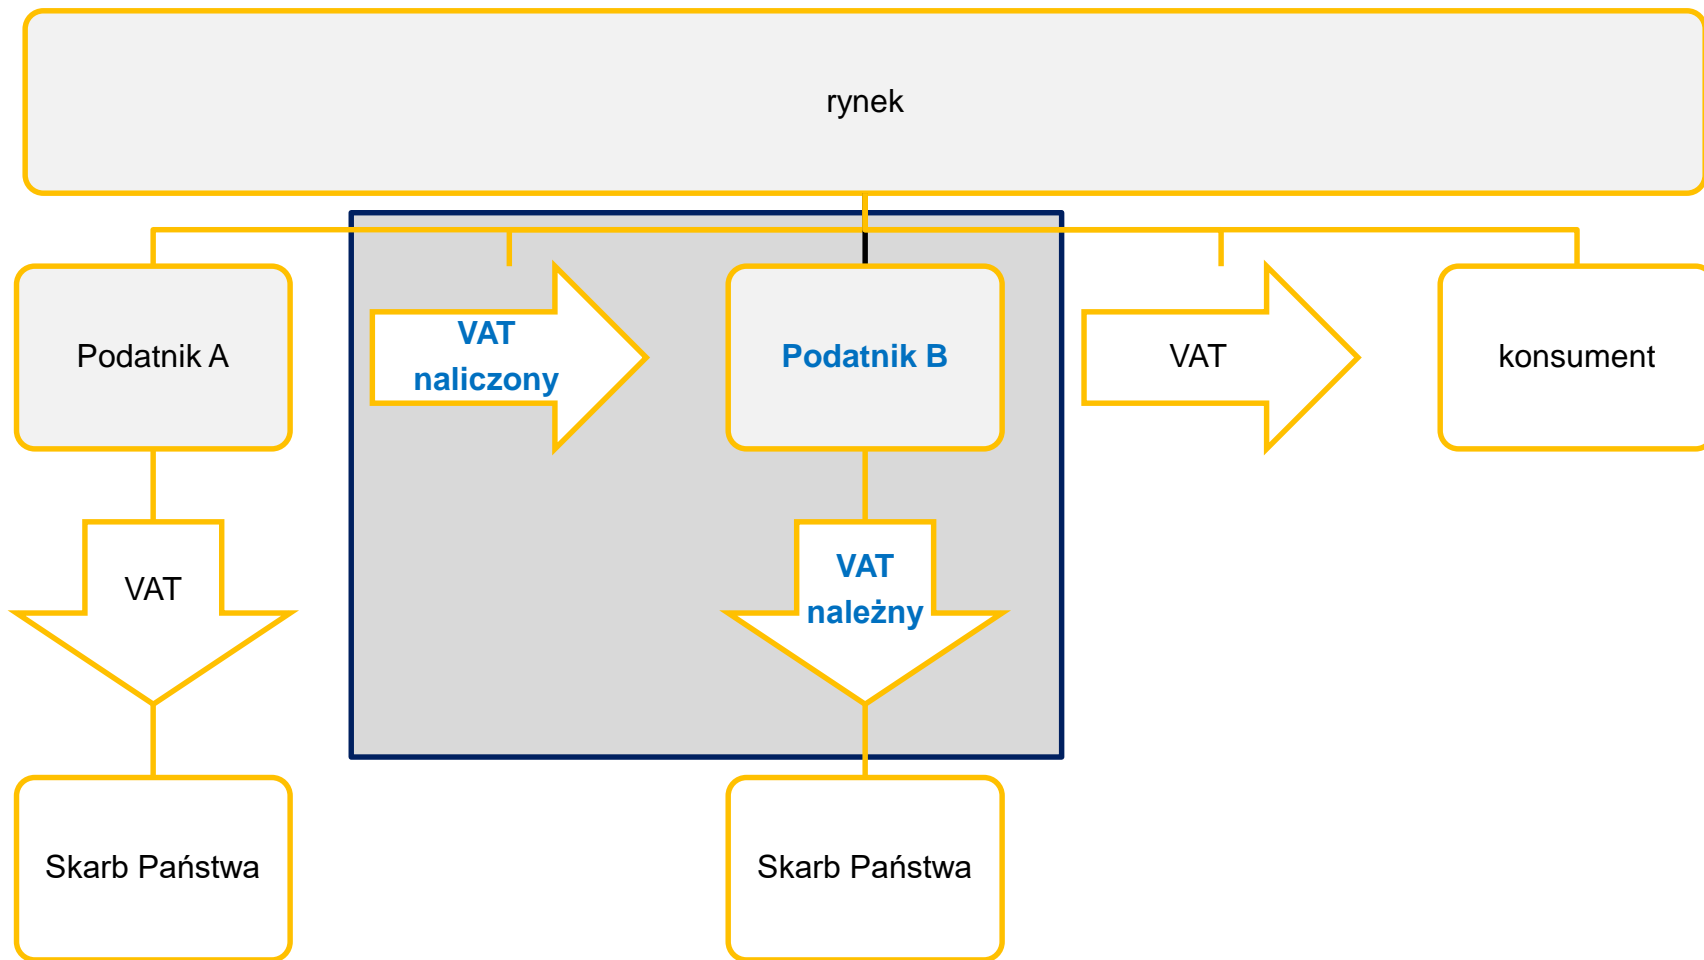 rynek
Podatnik A
VAT
naliczony
Podatnik B
VAT
konsument
VAT
VAT
należny
Skarb Państwa
Skarb Państwa